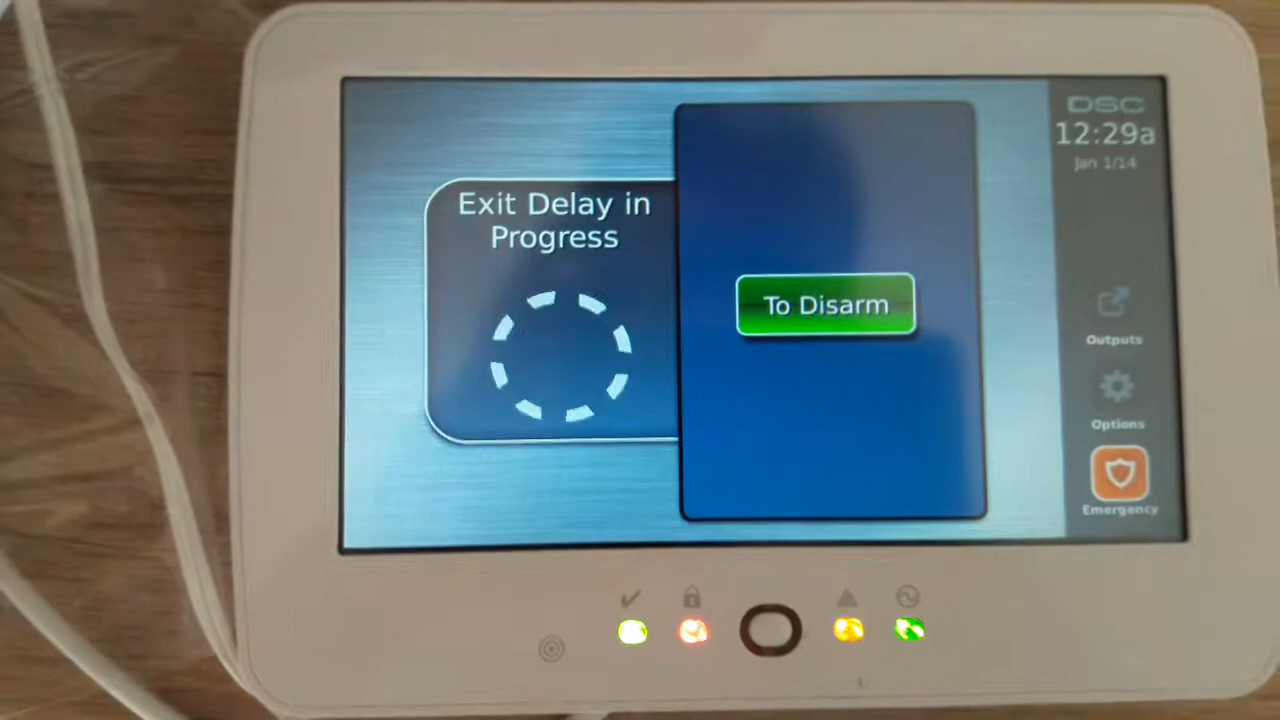 DSC
12:29a
Jan 1/14
Exit Delay in
Progress
To Disarm
Outputs
Options
Emergency